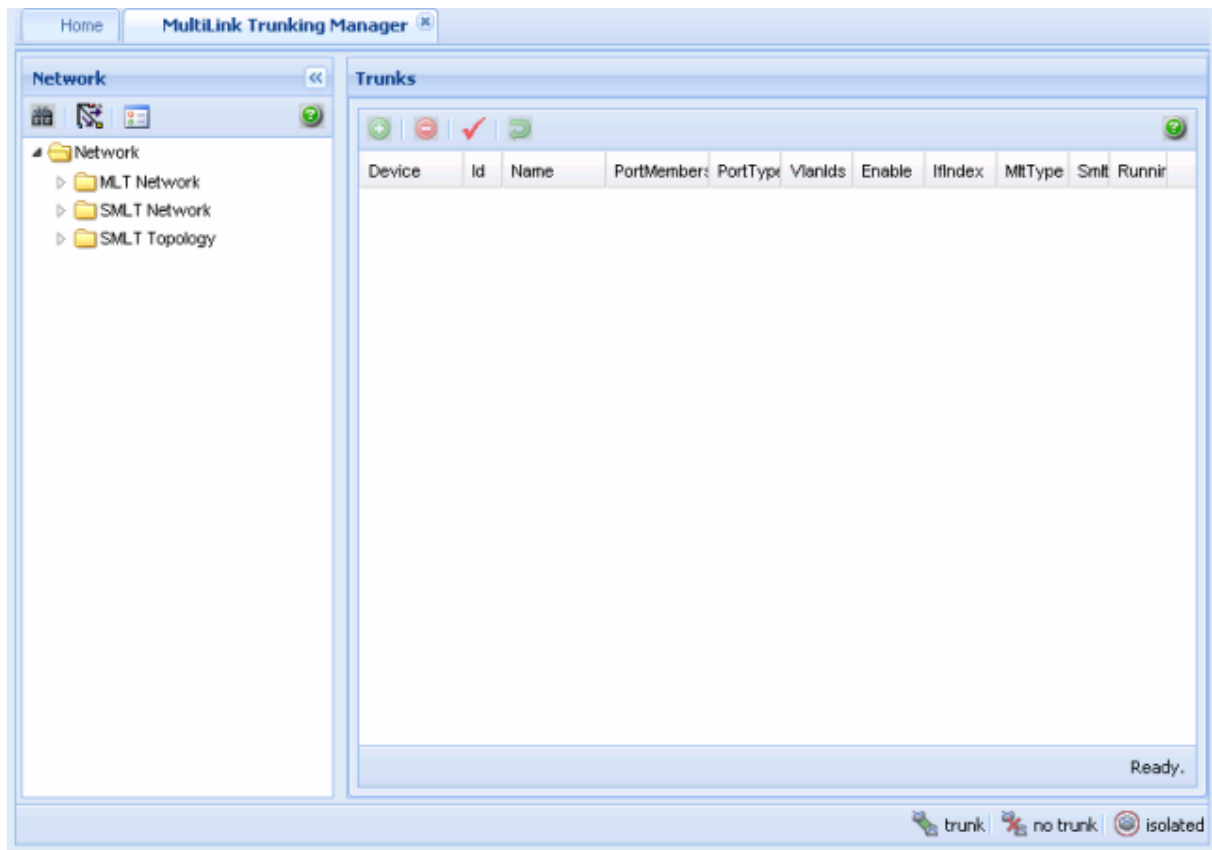 Home MultiLink Trunking Manager
Network
Trunks
Network
MLT Network
SMLT Network
SMLT Topology
Device Id Name PortMembers PortType VlanIds Enable IfIndex MltType Smlt Runnin
Ready.
trunk no trunk isolated